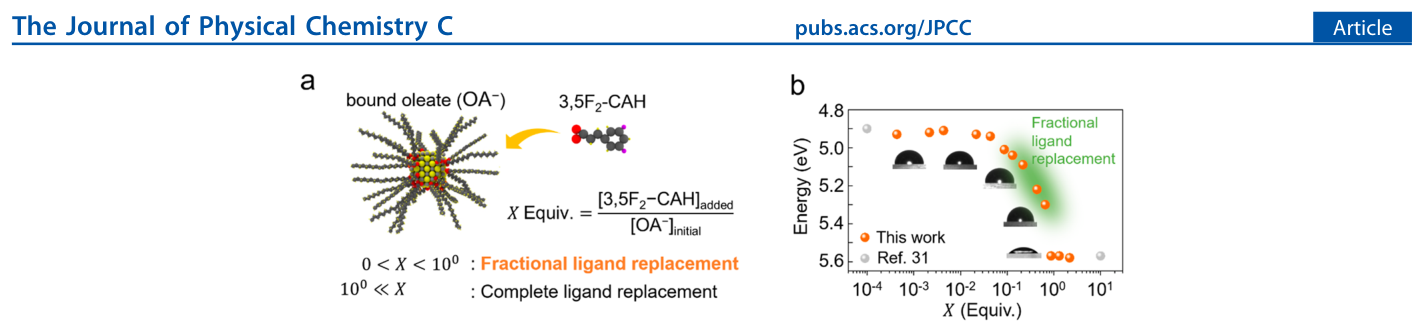 The Journal of Physical Chemistry C
pubs.acs.org/JPCC
Article
a
bound oleate (OA⁻)
3,5F₂-CAH
X Equiv. = [3,5F₂−CAH]added / [OA⁻]initial
0 < X < 10⁰ : Fractional ligand replacement
10⁰ ≪ X : Complete ligand replacement
b
4.8
5.0
5.2
5.4
5.6
Energy (eV)
Fractional
ligand
replacement
This work
Ref. 31
10⁻⁴ 10⁻³ 10⁻² 10⁻¹ 10⁰ 10¹
X (Equiv.)